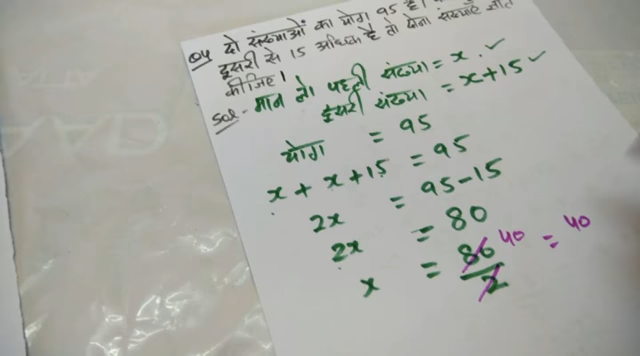 Q4 दो संख्याओं का योग 95 है।
दूसरी से 15 अधिक है तो दोनो संख्याएँ ज्ञात
कीजिए।
Sol- मान लो पहली संख्या = x ✓
दूसरी संख्या = x+15 ✓
योग = 95
x + x + 15 = 95
2x = 95-15
2x = 80
x = 80/2 40 = 40